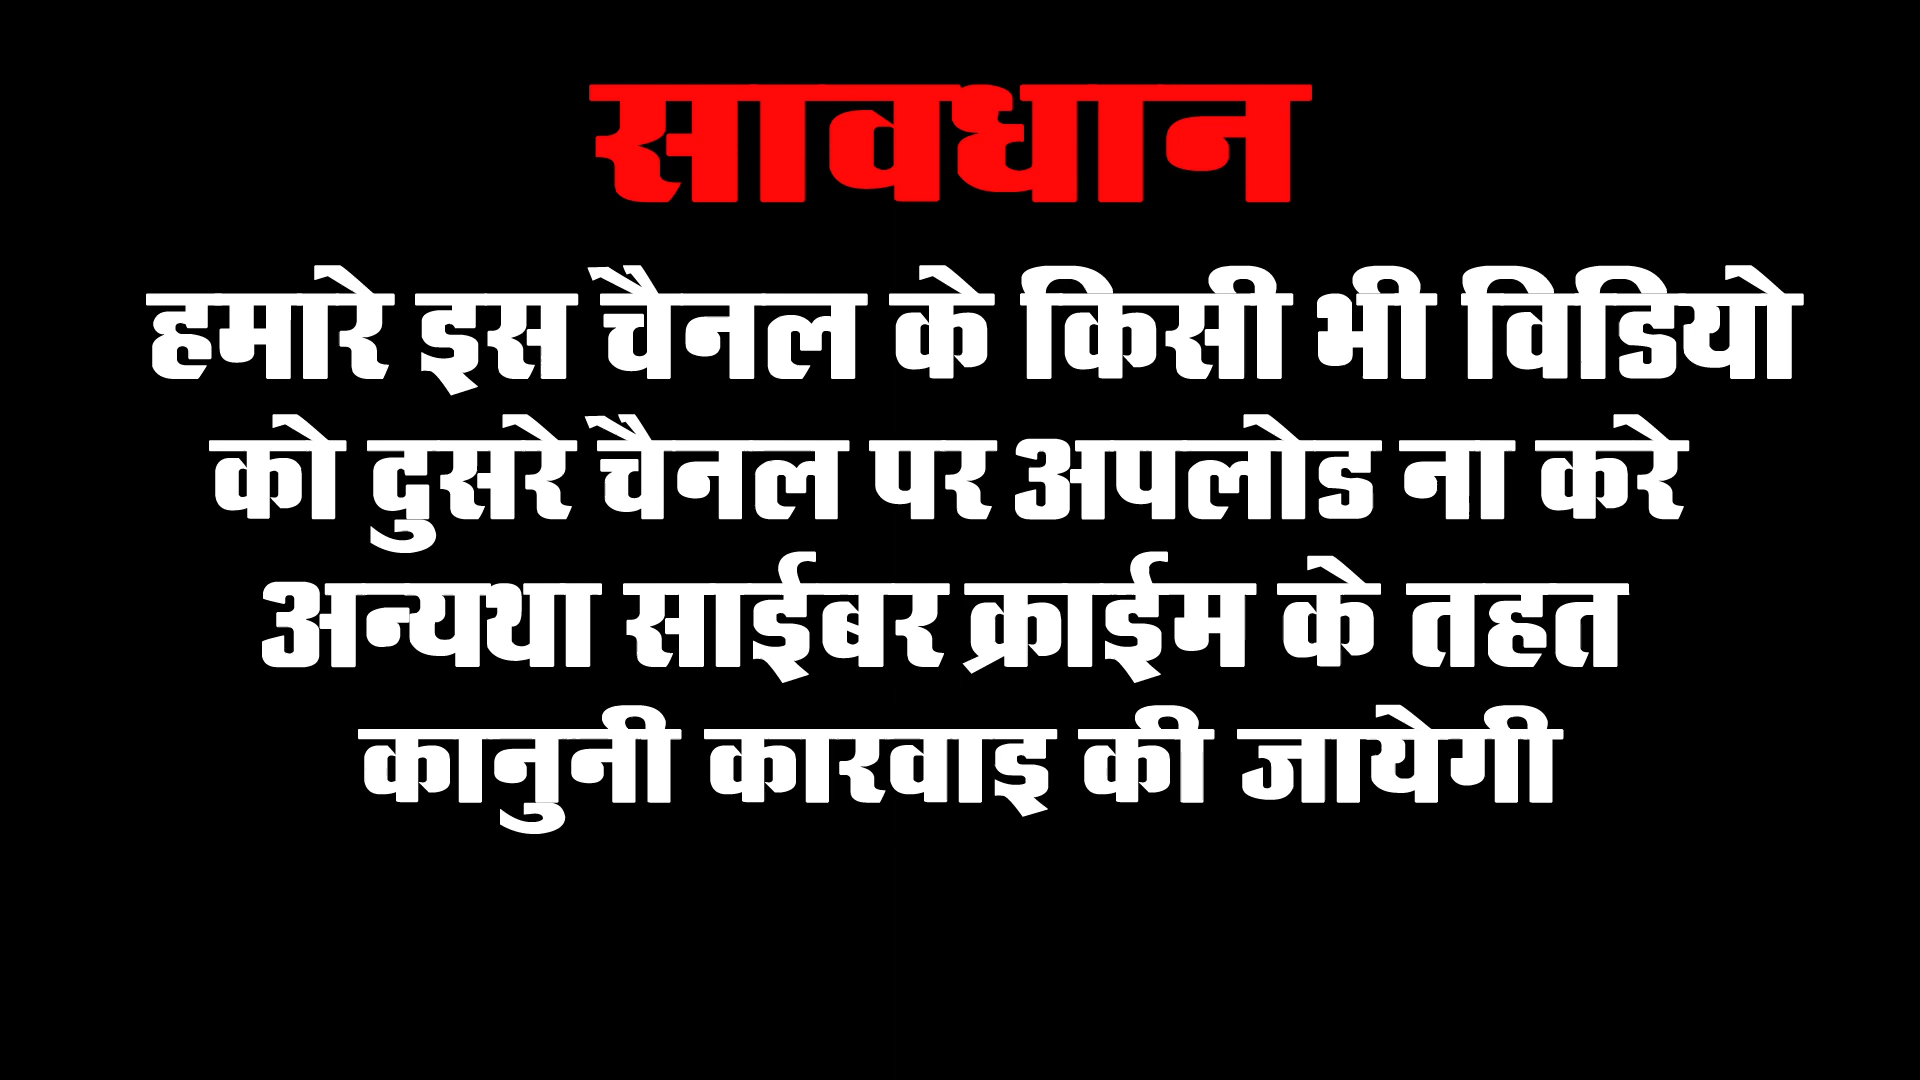 सावधान
हमारे इस चैनल के किसी भी विडियो
को दुसरे चैनल पर अपलोड ना करे
अन्यथा साईबर क्राईम के तहत
कानुनी कारवाइ की जायेगी